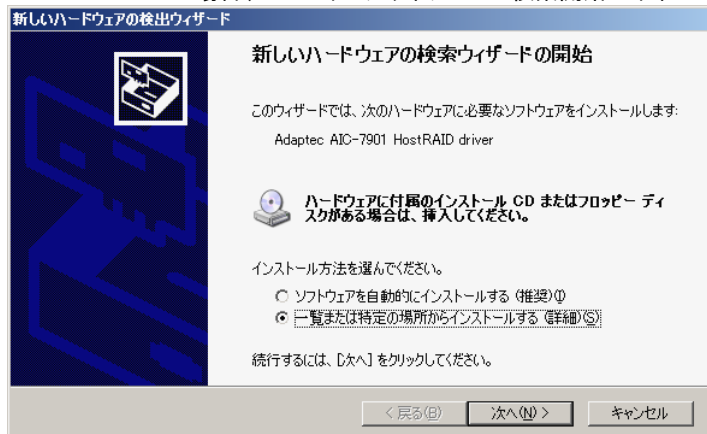 新しいハードウェアの検出ウィザード
新しいハードウェアの検索ウィザードの開始
このウィザードでは、次のハードウェアに必要なソフトウェアをインストールします:
Adaptec AIC-7901 HostRAID driver
ハードウェアに付属のインストール CD またはフロッピー ディ
スクがある場合は、挿入してください。
インストール方法を選んでください。
ソフトウェアを自動的にインストールする (推奨)(I)
一覧または特定の場所からインストールする (詳細)(S)
続行するには、[次へ] をクリックしてください。
< 戻る(B) 次へ(N) > キャンセル